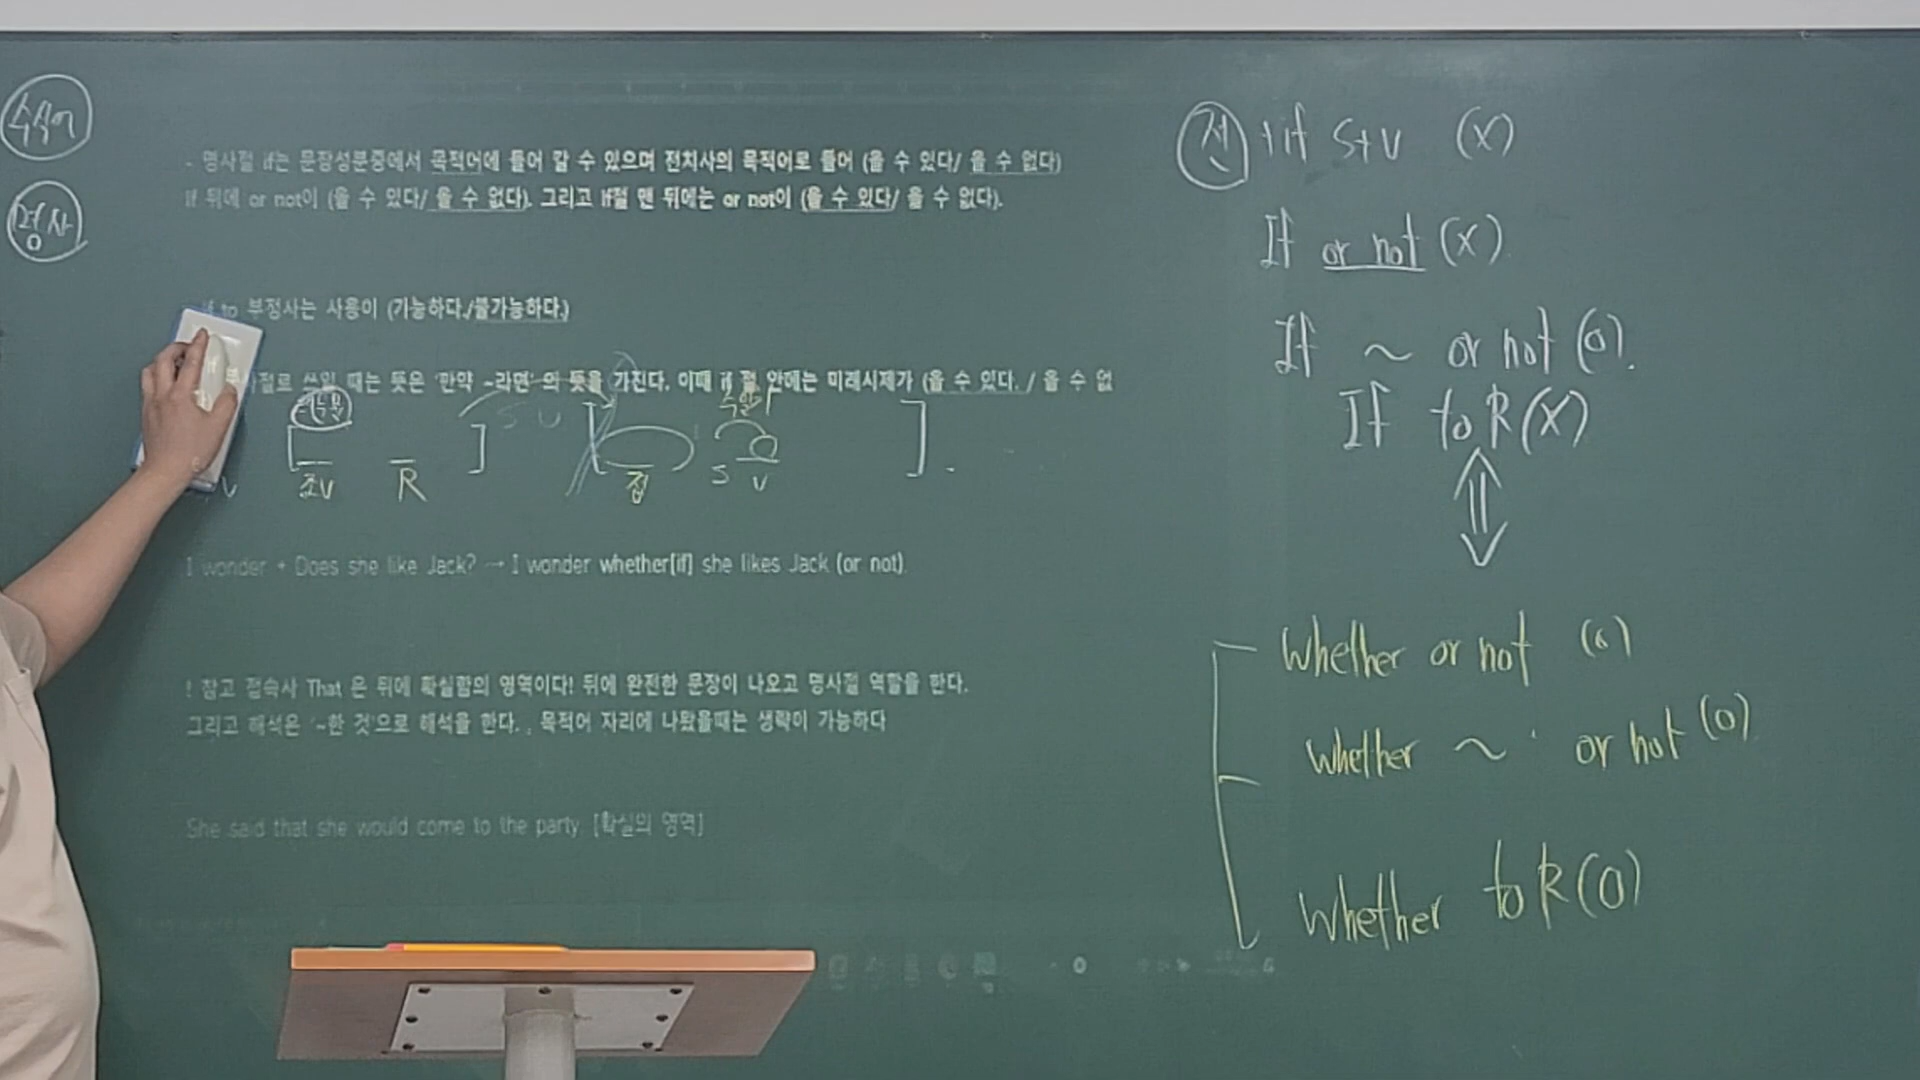 수식어
명사
- 명사절 if는 문장성분중에서 목적어에 들어 갈 수 있으며 전치사의 목적어로 들어 (올 수 있다/ 올 수 없다)
If 뒤에 or not이 (올 수 있다/ 올 수 없다). 그리고 If절 맨 뒤에는 or not이 (올 수 있다/ 올 수 없다).
to 부정사는 사용이 (기능하다./불가능하다.)
때는 뜻은 '만약 ~라면' 의 뜻을 가진다. 이때 if 절 안에는 미래시제가 (올 수 있다. / 올 수 없
[ ] S U [ ] .
조V R 접 S V
I wonder + Does she like Jack? → I wonder whether[if] she likes Jack (or not).
! 참고 접속사 That 은 뒤에 확실함의 영역이다! 뒤에 완전한 문장이 나오고 명사절 역할을 한다.
그리고 해석은 '~한 것'으로 해석을 한다. , 목적어 자리에 나왔을때는 생략이 가능하다
She said that she would come to the party. [확실의 영역]
전 + if S+V (X)
If or not (X)
If ~ or not (O).
If to R (X)
Whether or not (O)
Whether ~ or not (O)
Whether to R (O)